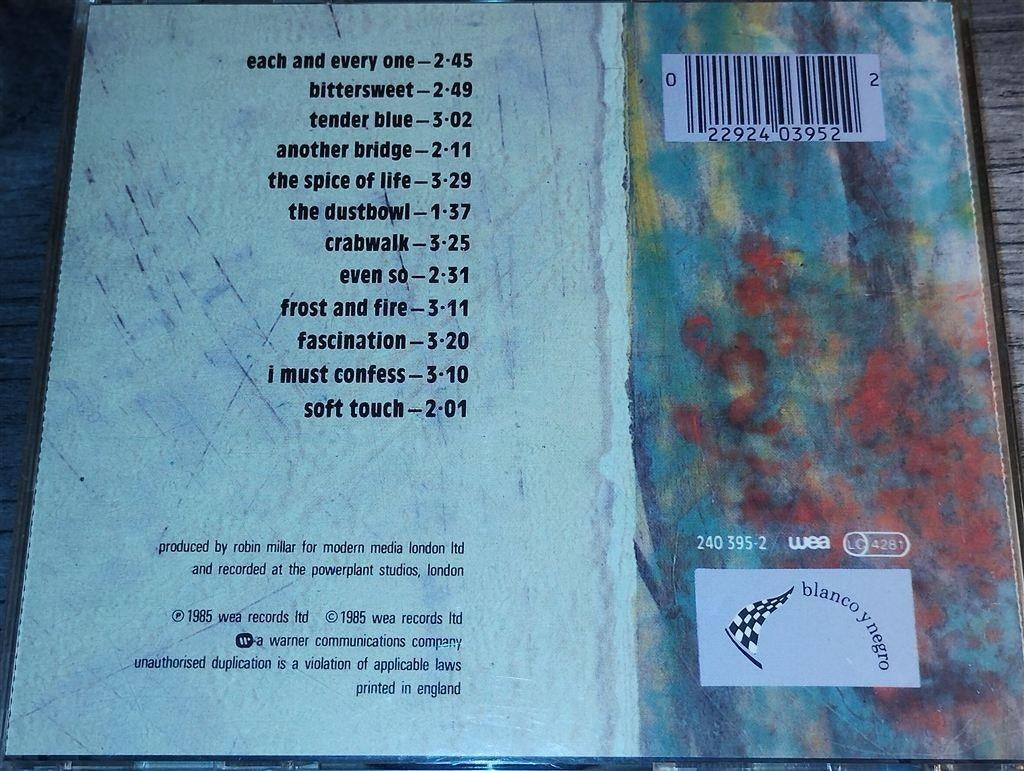 each and every one – 2·45
bittersweet – 2·49
tender blue – 3·02
another bridge – 2·11
the spice of life – 3·29
the dustbowl – 1·37
crabwalk – 3·25
even so – 2·31
frost and fire – 3·11
fascination – 3·20
i must confess – 3·10
soft touch – 2·01
produced by robin millar for modern media london ltd
and recorded at the powerplant studios, london
℗ 1985 wea records ltd © 1985 wea records ltd
a warner communications company
unauthorised duplication is a violation of applicable laws
printed in england
0 22924 03952 2
240 395-2 wea LC 4281
blanco y negro